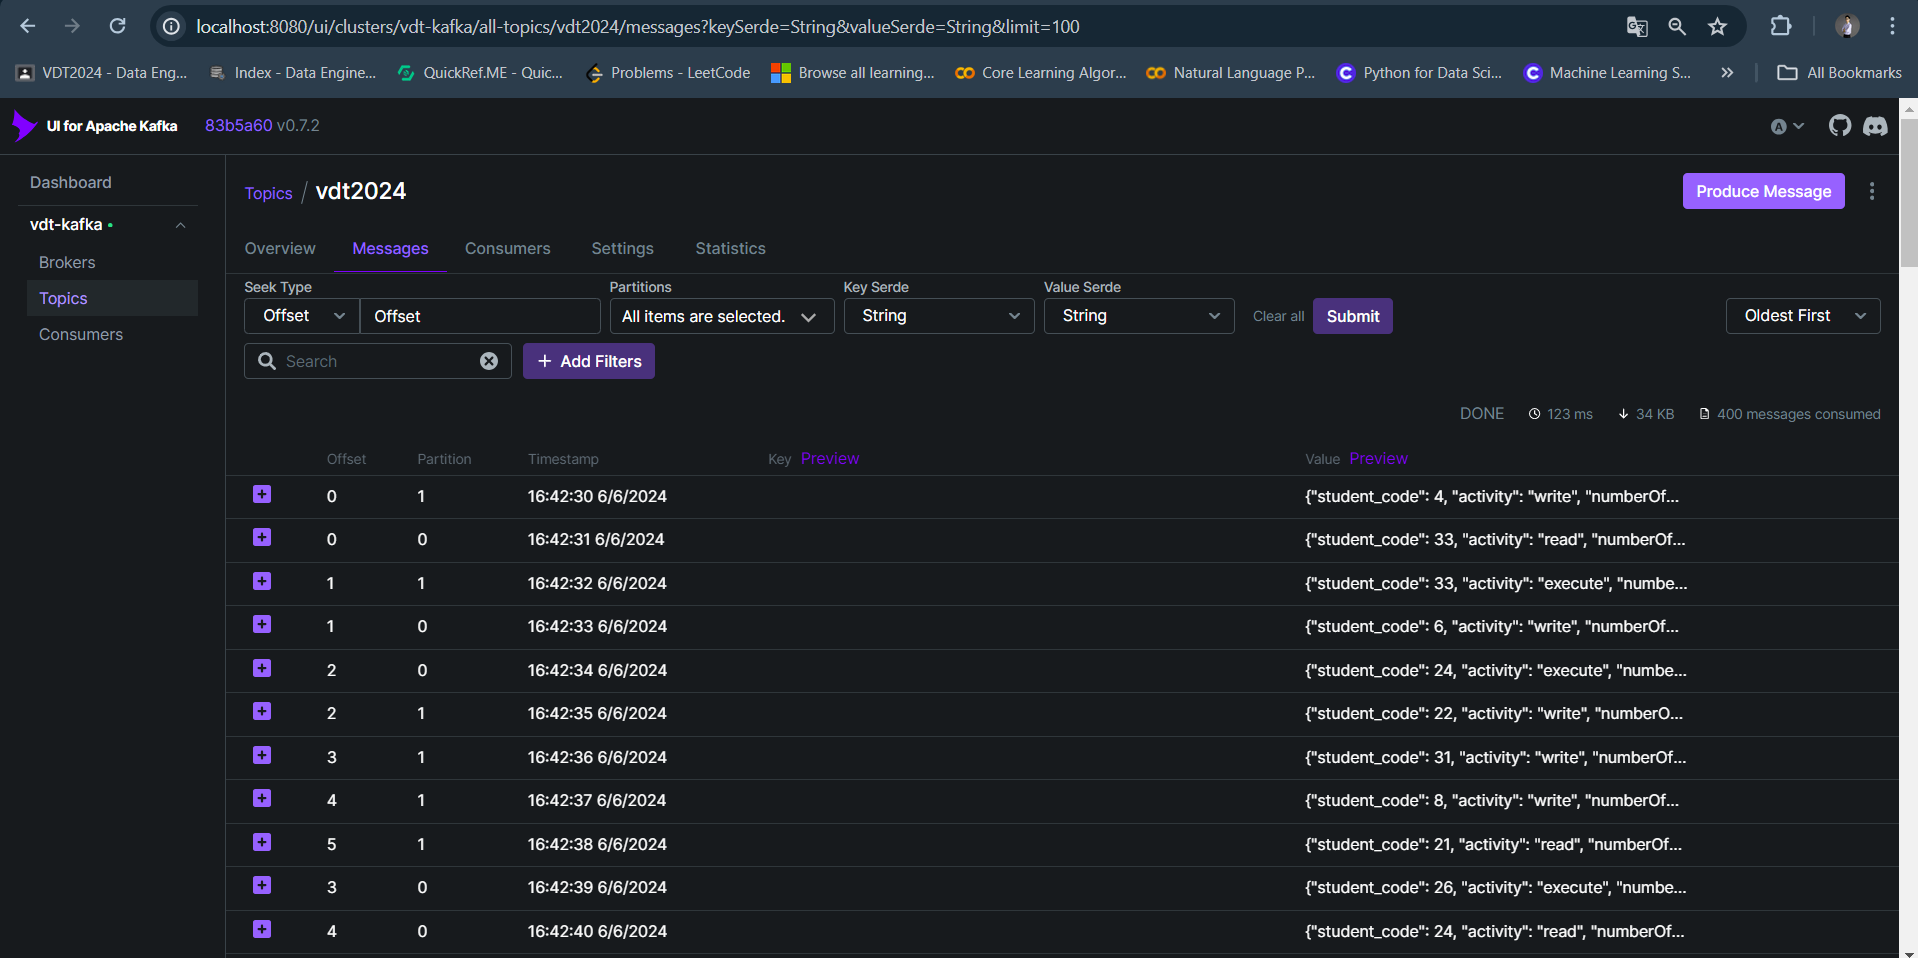 localhost:8080/ui/clusters/vdt-kafka/all-topics/vdt2024/messages?keySerde=String&valueSerde=String&limit=100
VDT2024 - Data Eng... Index - Data Engine... QuickRef.ME - Quic... Problems - LeetCode Browse all learning... Core Learning Algor... Natural Language P... Python for Data Sci... Machine Learning S... » All Bookmarks
UI for Apache Kafka 83b5a60 v0.7.2 A
Dashboard
vdt-kafka
Brokers
Topics
Consumers
Topics / vdt2024 Produce Message
Overview Messages Consumers Settings Statistics
Seek Type Partitions Key Serde Value Serde
Offset Offset All items are selected. String String Clear all Submit Oldest First
Search + Add Filters
DONE 123 ms 34 KB 400 messages consumed
Offset Partition Timestamp Key Preview Value Preview
0 1 16:42:30 6/6/2024 {"student_code": 4, "activity": "write", "numberOf...
0 0 16:42:31 6/6/2024 {"student_code": 33, "activity": "read", "numberOf...
1 1 16:42:32 6/6/2024 {"student_code": 33, "activity": "execute", "numbe...
1 0 16:42:33 6/6/2024 {"student_code": 6, "activity": "write", "numberOf...
2 0 16:42:34 6/6/2024 {"student_code": 24, "activity": "execute", "numbe...
2 1 16:42:35 6/6/2024 {"student_code": 22, "activity": "write", "numberO...
3 1 16:42:36 6/6/2024 {"student_code": 31, "activity": "write", "numberOf...
4 1 16:42:37 6/6/2024 {"student_code": 8, "activity": "write", "numberOf...
5 1 16:42:38 6/6/2024 {"student_code": 21, "activity": "read", "numberOf...
3 0 16:42:39 6/6/2024 {"student_code": 26, "activity": "execute", "numbe...
4 0 16:42:40 6/6/2024 {"student_code": 24, "activity": "read", "numberOf...